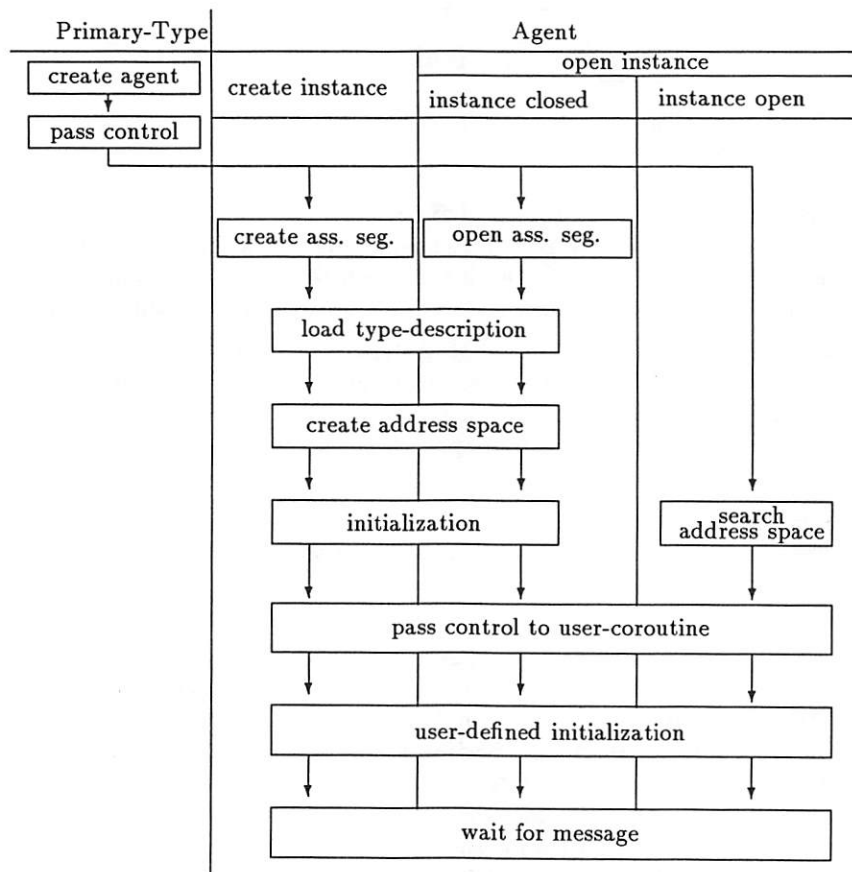 Primary-Type
Agent
create agent
create instance
open instance
instance closed
instance open
pass control
create ass. seg.
open ass. seg.
load type-description
create address space
initialization
search
address space
pass control to user-coroutine
user-defined initialization
wait for message